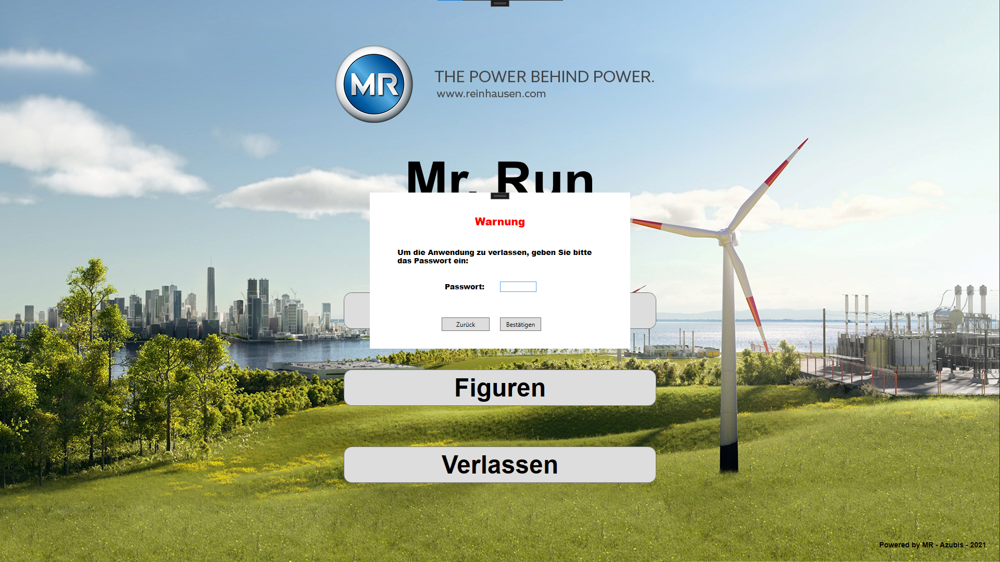 MR
THE POWER BEHIND POWER.
www.reinhausen.com
Mr. Run
Warnung
Um die Anwendung zu verlassen, geben Sie bitte
das Passwort ein:
Passwort:
Zurück
Bestätigen
Figuren
Verlassen
Powered by MR - Azubis - 2021